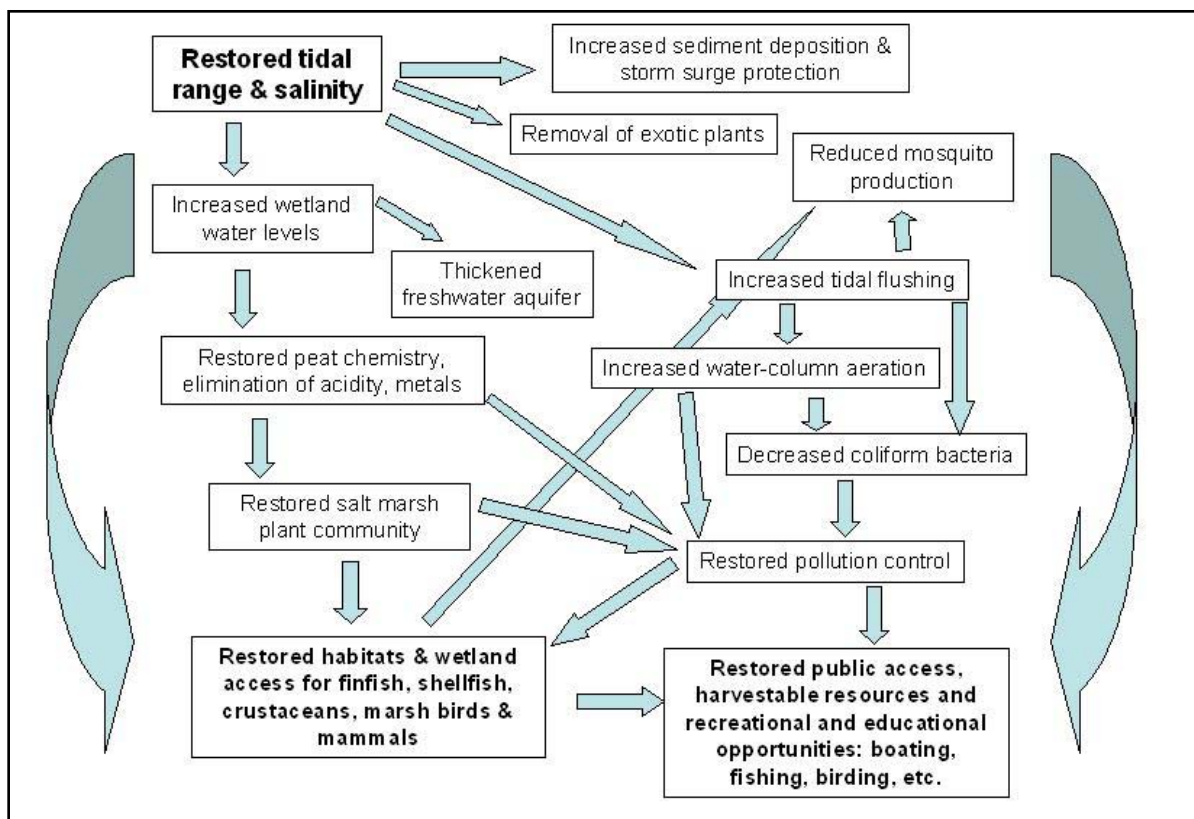 Restored tidal
range & salinity
Increased sediment deposition &
storm surge protection
Removal of exotic plants
Reduced mosquito
production
Increased wetland
water levels
Thickened
freshwater aquifer
Increased tidal flushing
Restored peat chemistry,
elimination of acidity, metals
Increased water-column aeration
Decreased coliform bacteria
Restored salt marsh
plant community
Restored pollution control
Restored habitats & wetland
access for finfish, shellfish,
crustaceans, marsh birds &
mammals
Restored public access,
harvestable resources and
recreational and educational
opportunities: boating,
fishing, birding, etc.